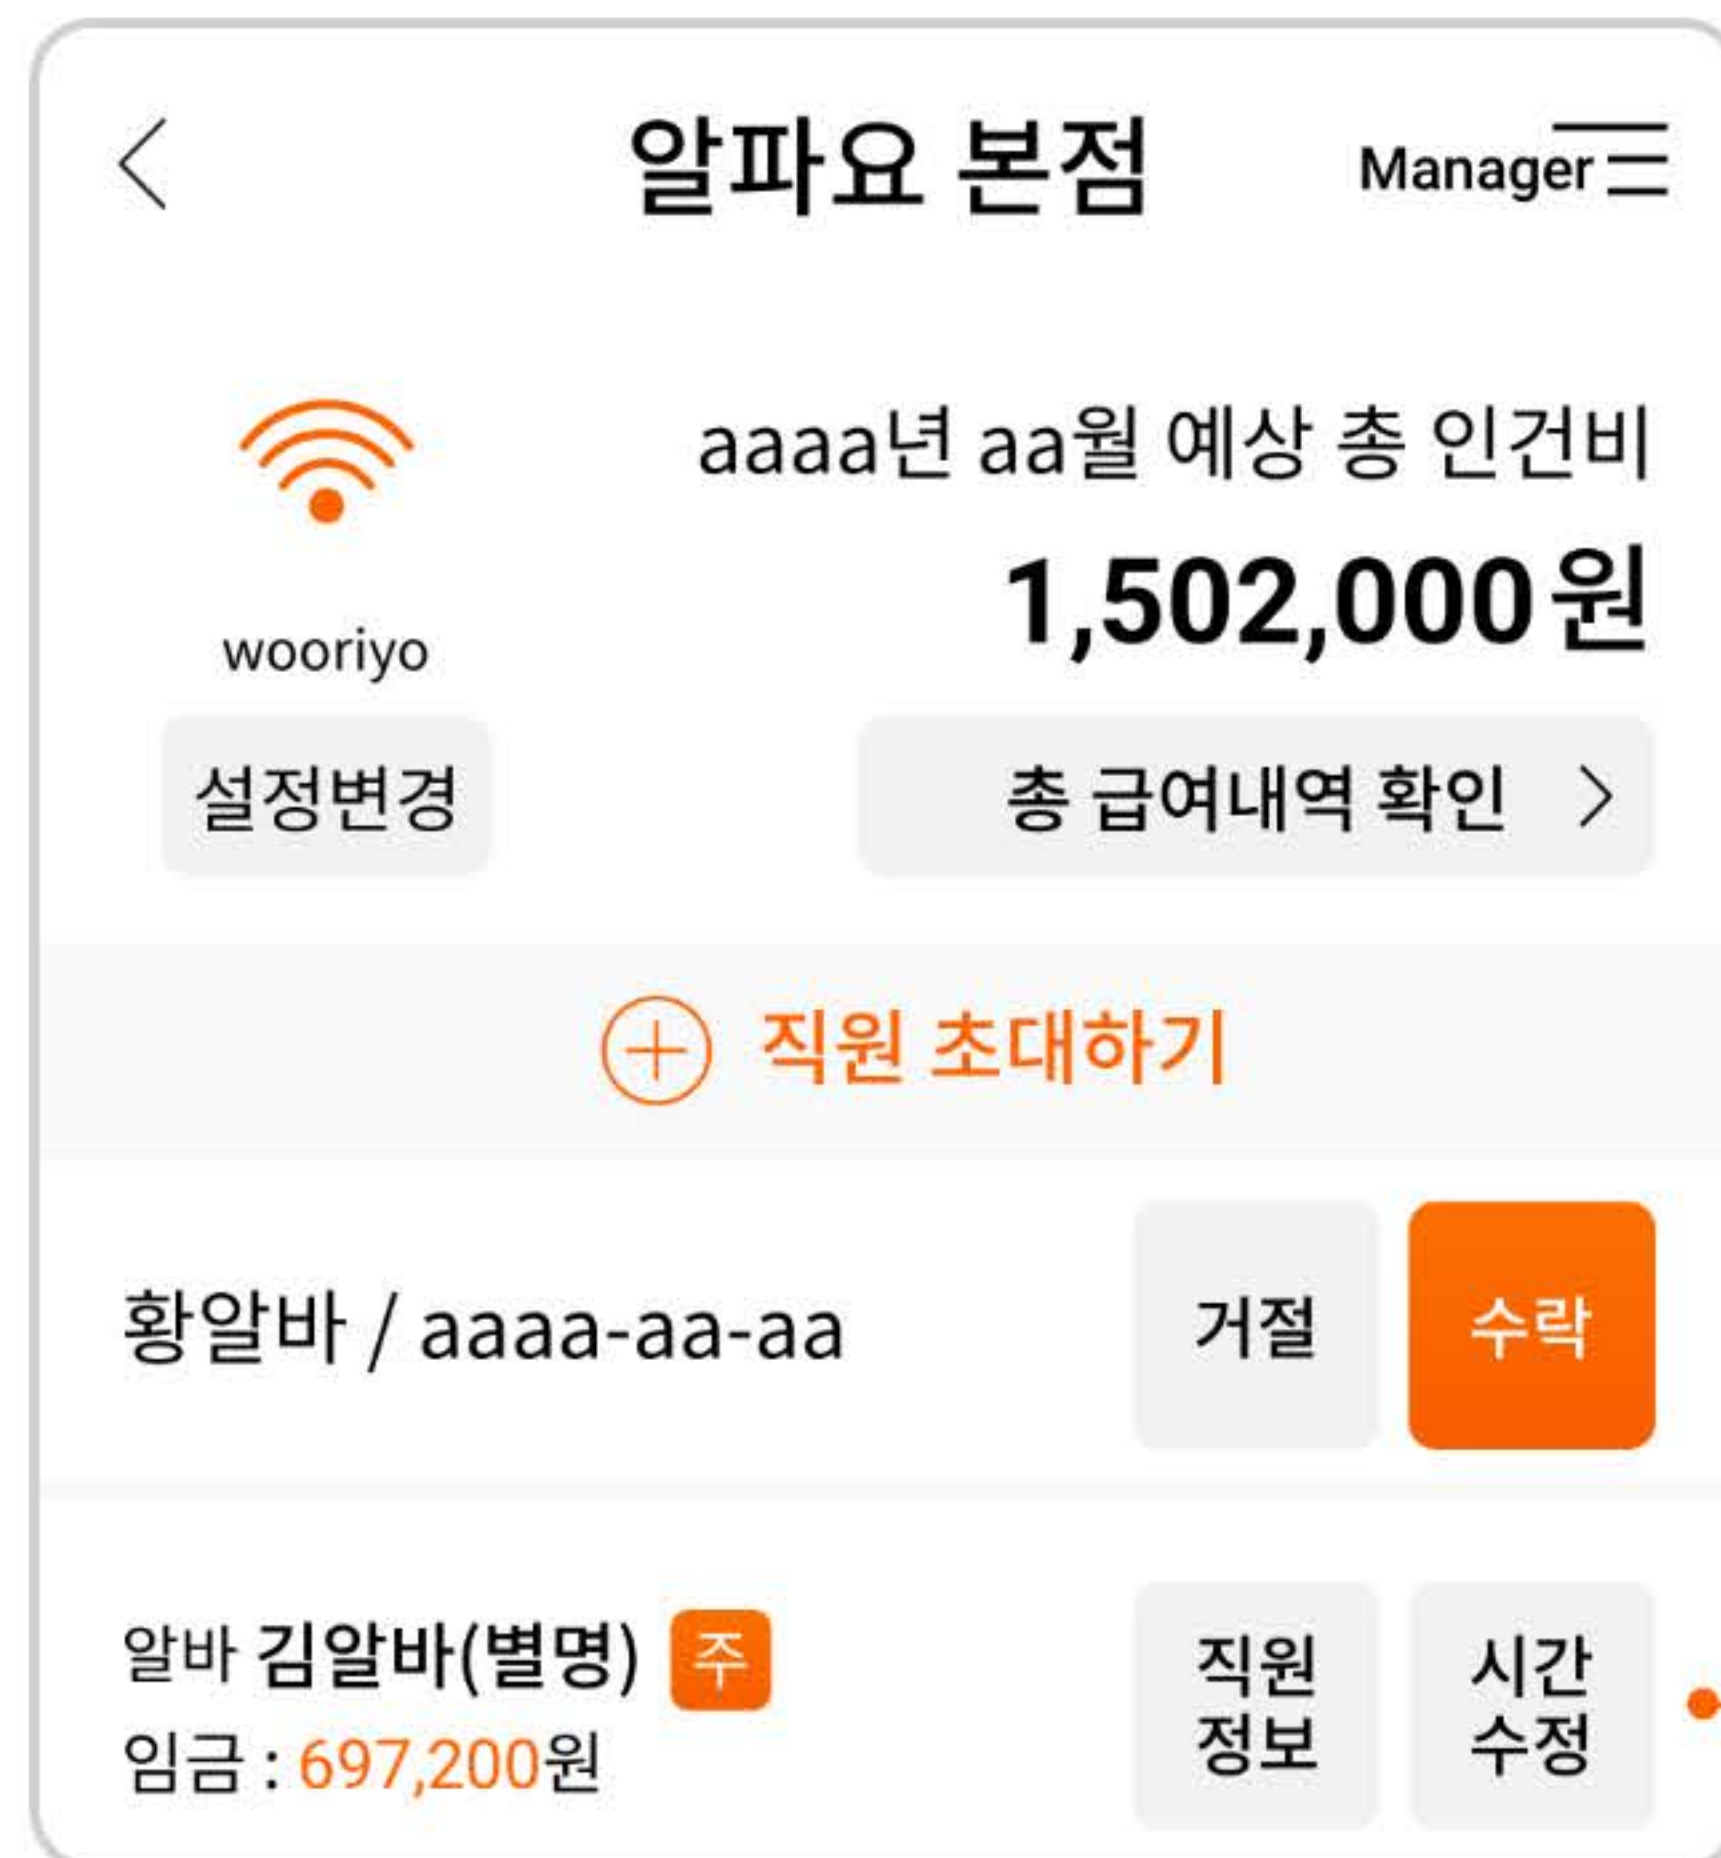 알파요 본점 Manager
aaaa년 aa월 예상 총 인건비
1,502,000원
wooriyo
설정변경 총 급여내역 확인
직원 초대하기
황알바 / aaaa-aa-aa 거절 수락
알바 김알바(별명) 주
임금 : 697,200원
직원
정보
시간
수정